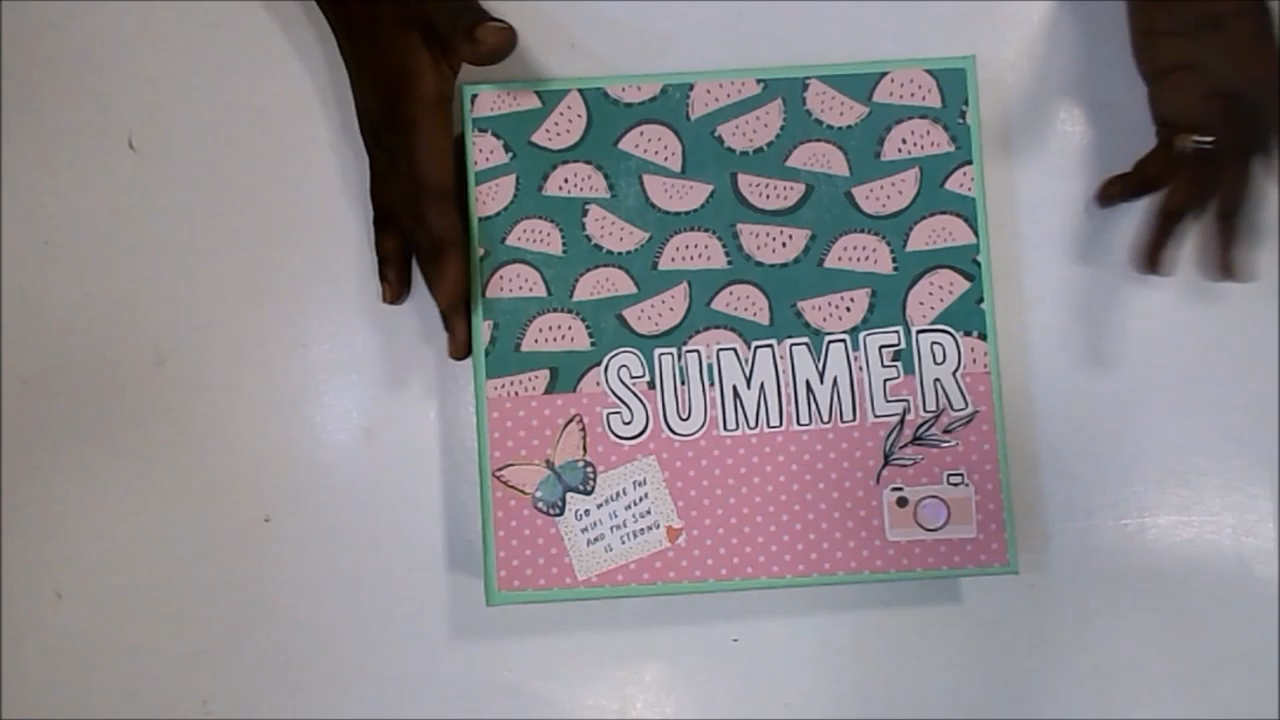 SUMMER
GO WHERE THE
WIFI IS WEAK
AND THE SUN
IS STRONG